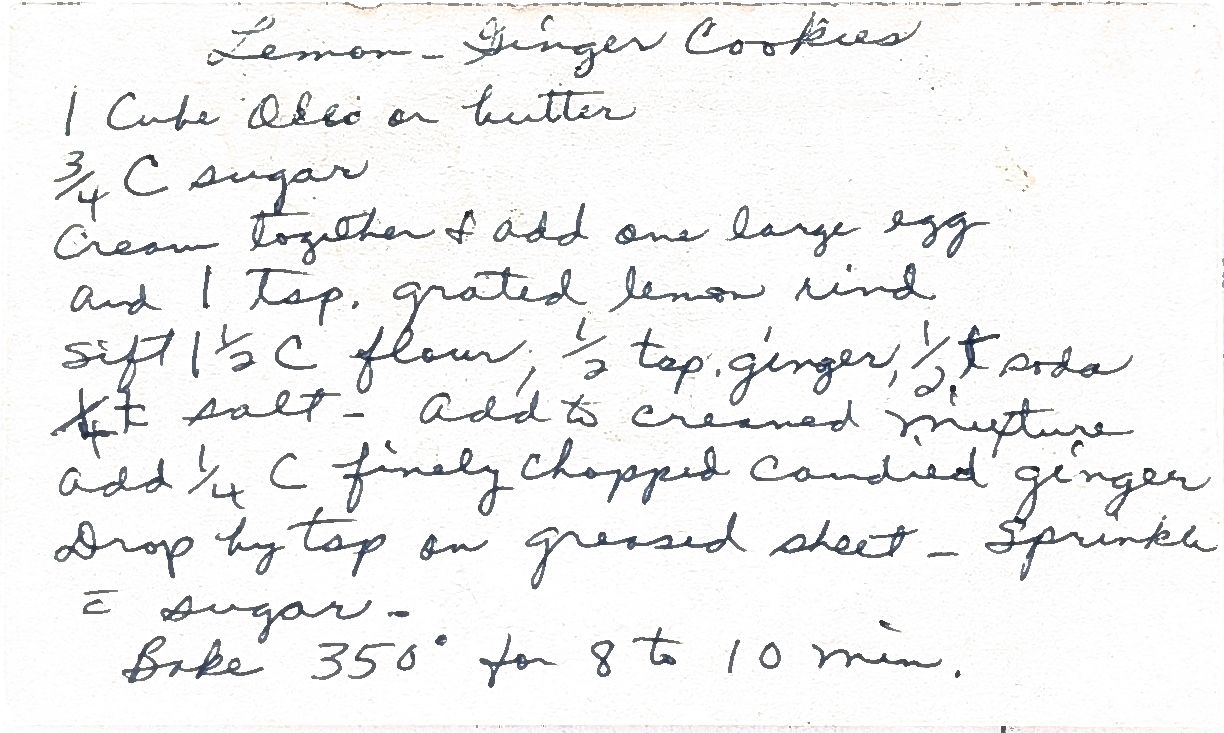 Lemon-Ginger Cookies
1 Cube Oleo or butter
3/4 C sugar
Cream together & add one large egg
and 1 Tsp. grated lemon rind
Sift 1 1/2 C flour, 1/2 tsp. ginger, 1/2 t soda
1/4 t salt - add to creamed mixture
add 1/4 C finely chopped candied ginger
Drop by tsp on greased sheet - Sprinkle
c̄ sugar -
Bake 350° for 8 to 10 min.